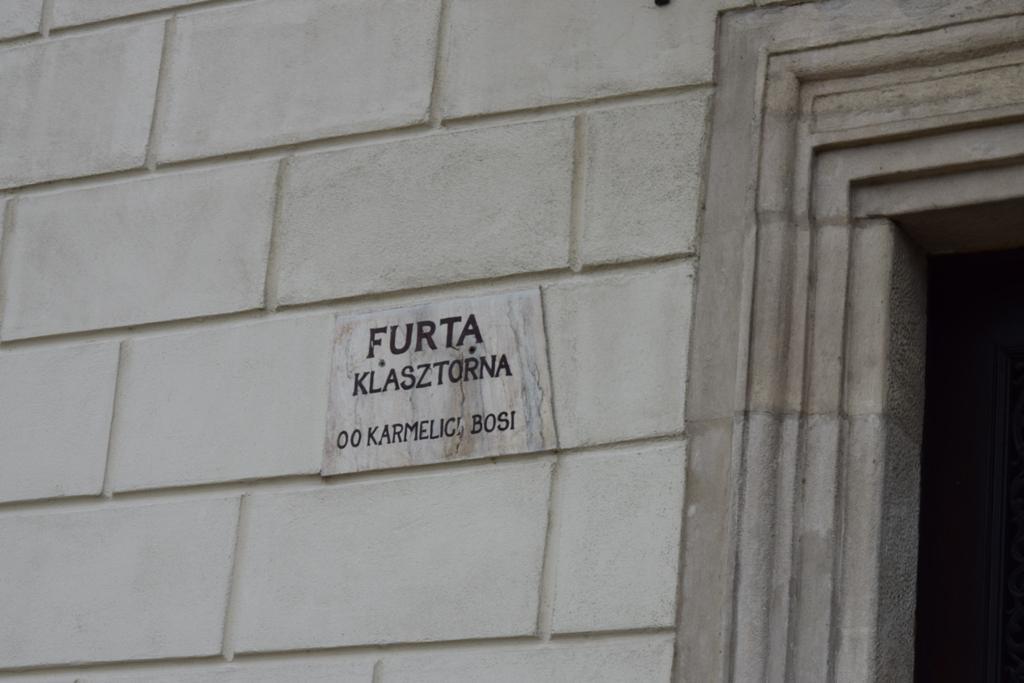 FURTA
KLASZTORNA
OO KARMELICI BOSI